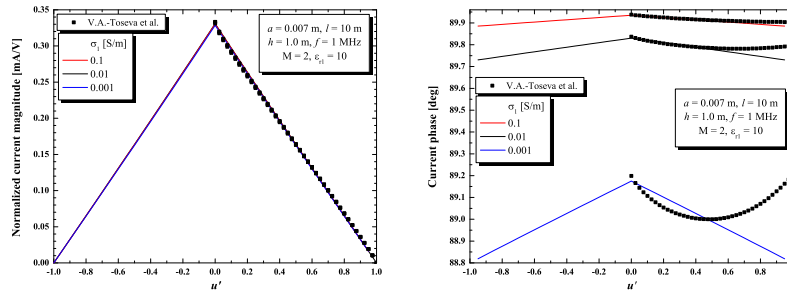 0.35
0.30
0.25
0.20
0.15
0.10
0.05
0.00
Normalized current magnitude [mA/V]
V.A.-Toseva et al.
σ₁ [S/m]
0.1
0.01
0.001
a = 0.007 m, l = 10 m
h = 1.0 m, f = 1 MHz
M = 2, εr1 = 10
-1.0 -0.8 -0.6 -0.4 -0.2 0.0 0.2 0.4 0.6 0.8 1.0
u'
89.9
89.8
89.7
89.6
89.5
89.4
89.3
89.2
89.1
89.0
88.9
88.8
Current phase [deg]
V.A.-Toseva et al.
σ₁ [S/m]
0.1
0.01
0.001
a = 0.007 m, l = 10 m
h = 1.0 m, f = 1 MHz
M = 2, εr1 = 10
-1.0 -0.8 -0.6 -0.4 -0.2 0.0 0.2 0.4 0.6 0.8
u'